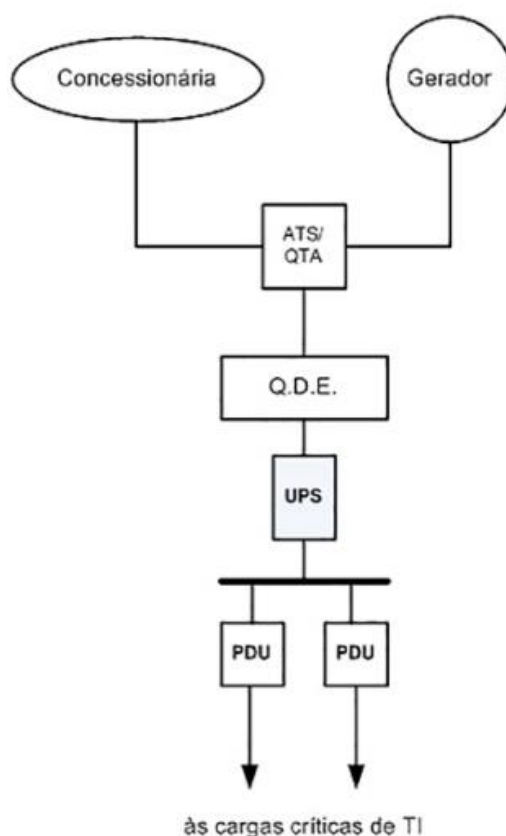 Concessionária
Gerador
ATS/
QTA
Q.D.E.
UPS
PDU
PDU
às cargas críticas de TI